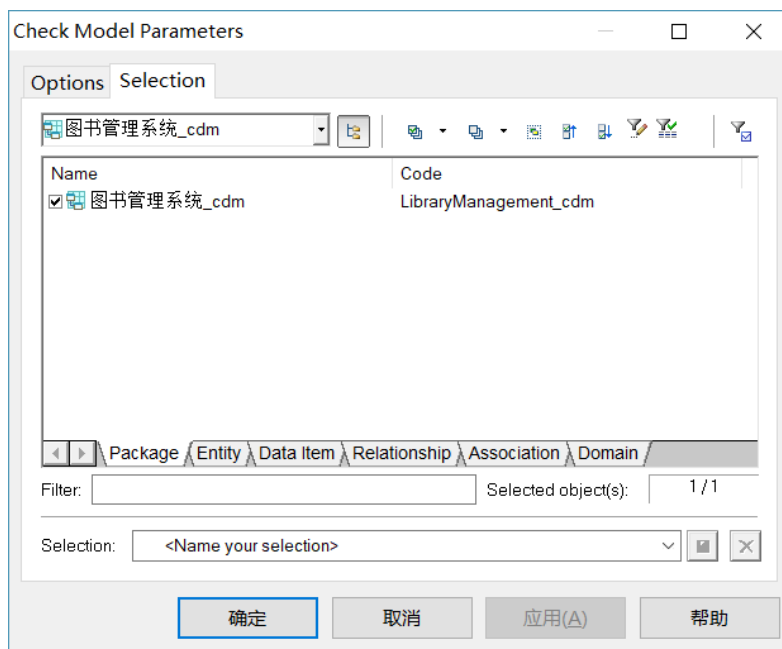 Check Model Parameters
Options Selection
图书管理系统_cdm
Name Code
图书管理系统_cdm LibraryManagement_cdm
Package Entity Data Item Relationship Association Domain
Filter: Selected object(s): 1/1
Selection: <Name your selection>
确定 取消 应用(A) 帮助